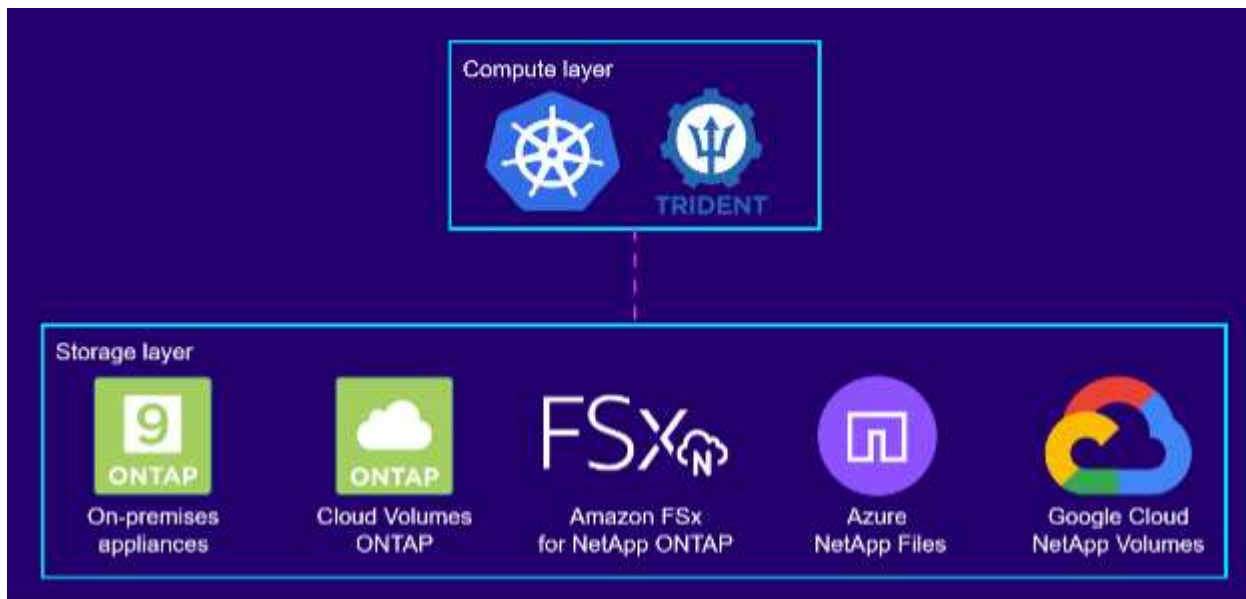 Compute layer
TRIDENT
Storage layer
9
ONTAP
On-premises
appliances
ONTAP
Cloud Volumes
ONTAP
FSxN
Amazon FSx
for NetApp ONTAP
Azure
NetApp Files
Google Cloud
NetApp Volumes